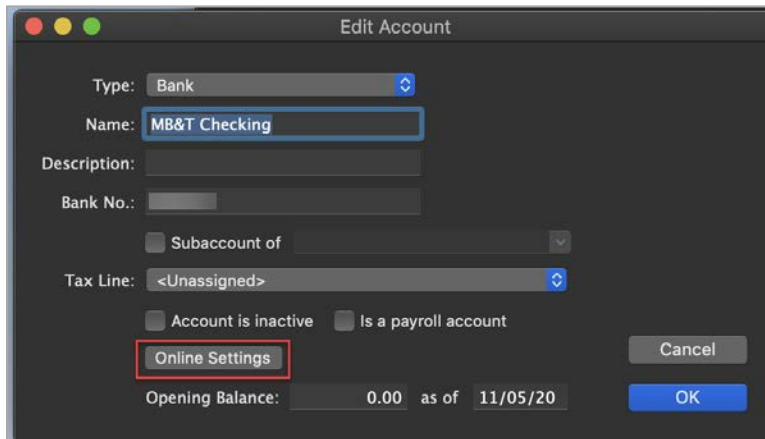 Edit Account
Type: Bank
Name: MB&T Checking
Description:
Bank No.:
Subaccount of
Tax Line: <Unassigned>
Account is inactive Is a payroll account
Online Settings Cancel
Opening Balance: 0.00 as of 11/05/20 OK